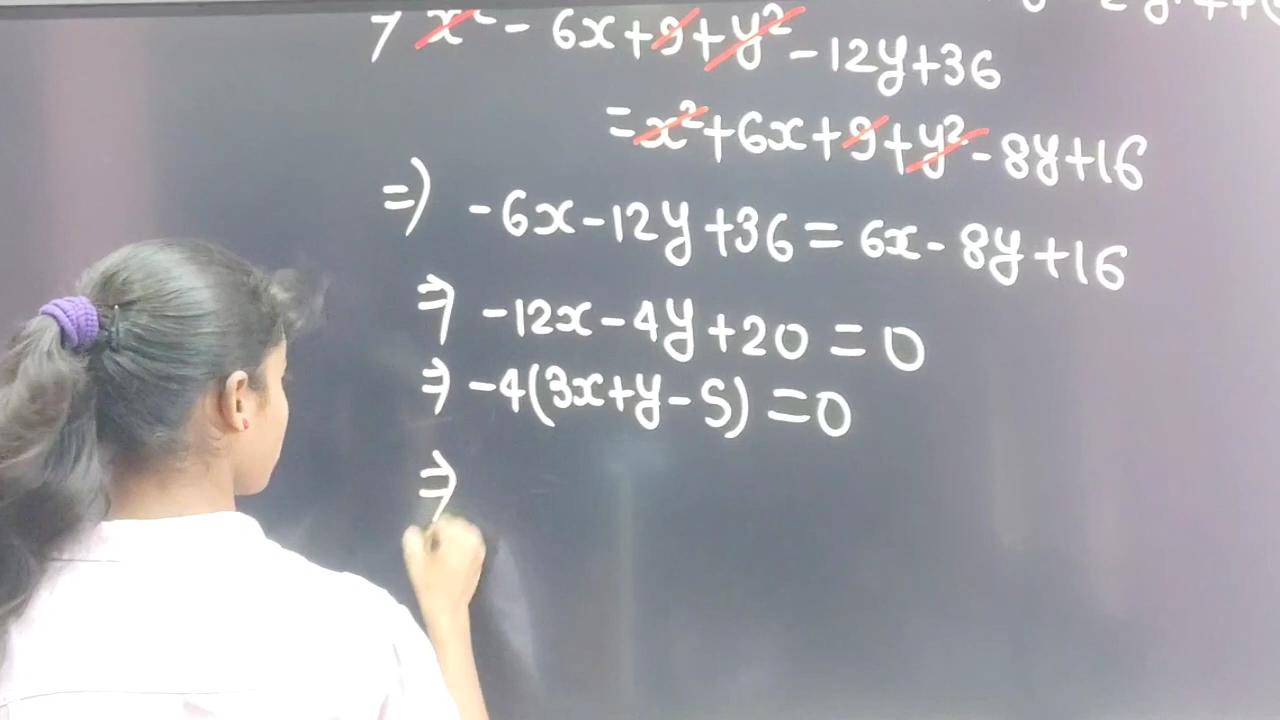 ⇒ x² - 6x + 9 + y² - 12y + 36
= x² + 6x + 9 + y² - 8y + 16
⇒ -6x - 12y + 36 = 6x - 8y + 16
⇒ -12x - 4y + 20 = 0
⇒ -4(3x + y - 5) = 0
⇒